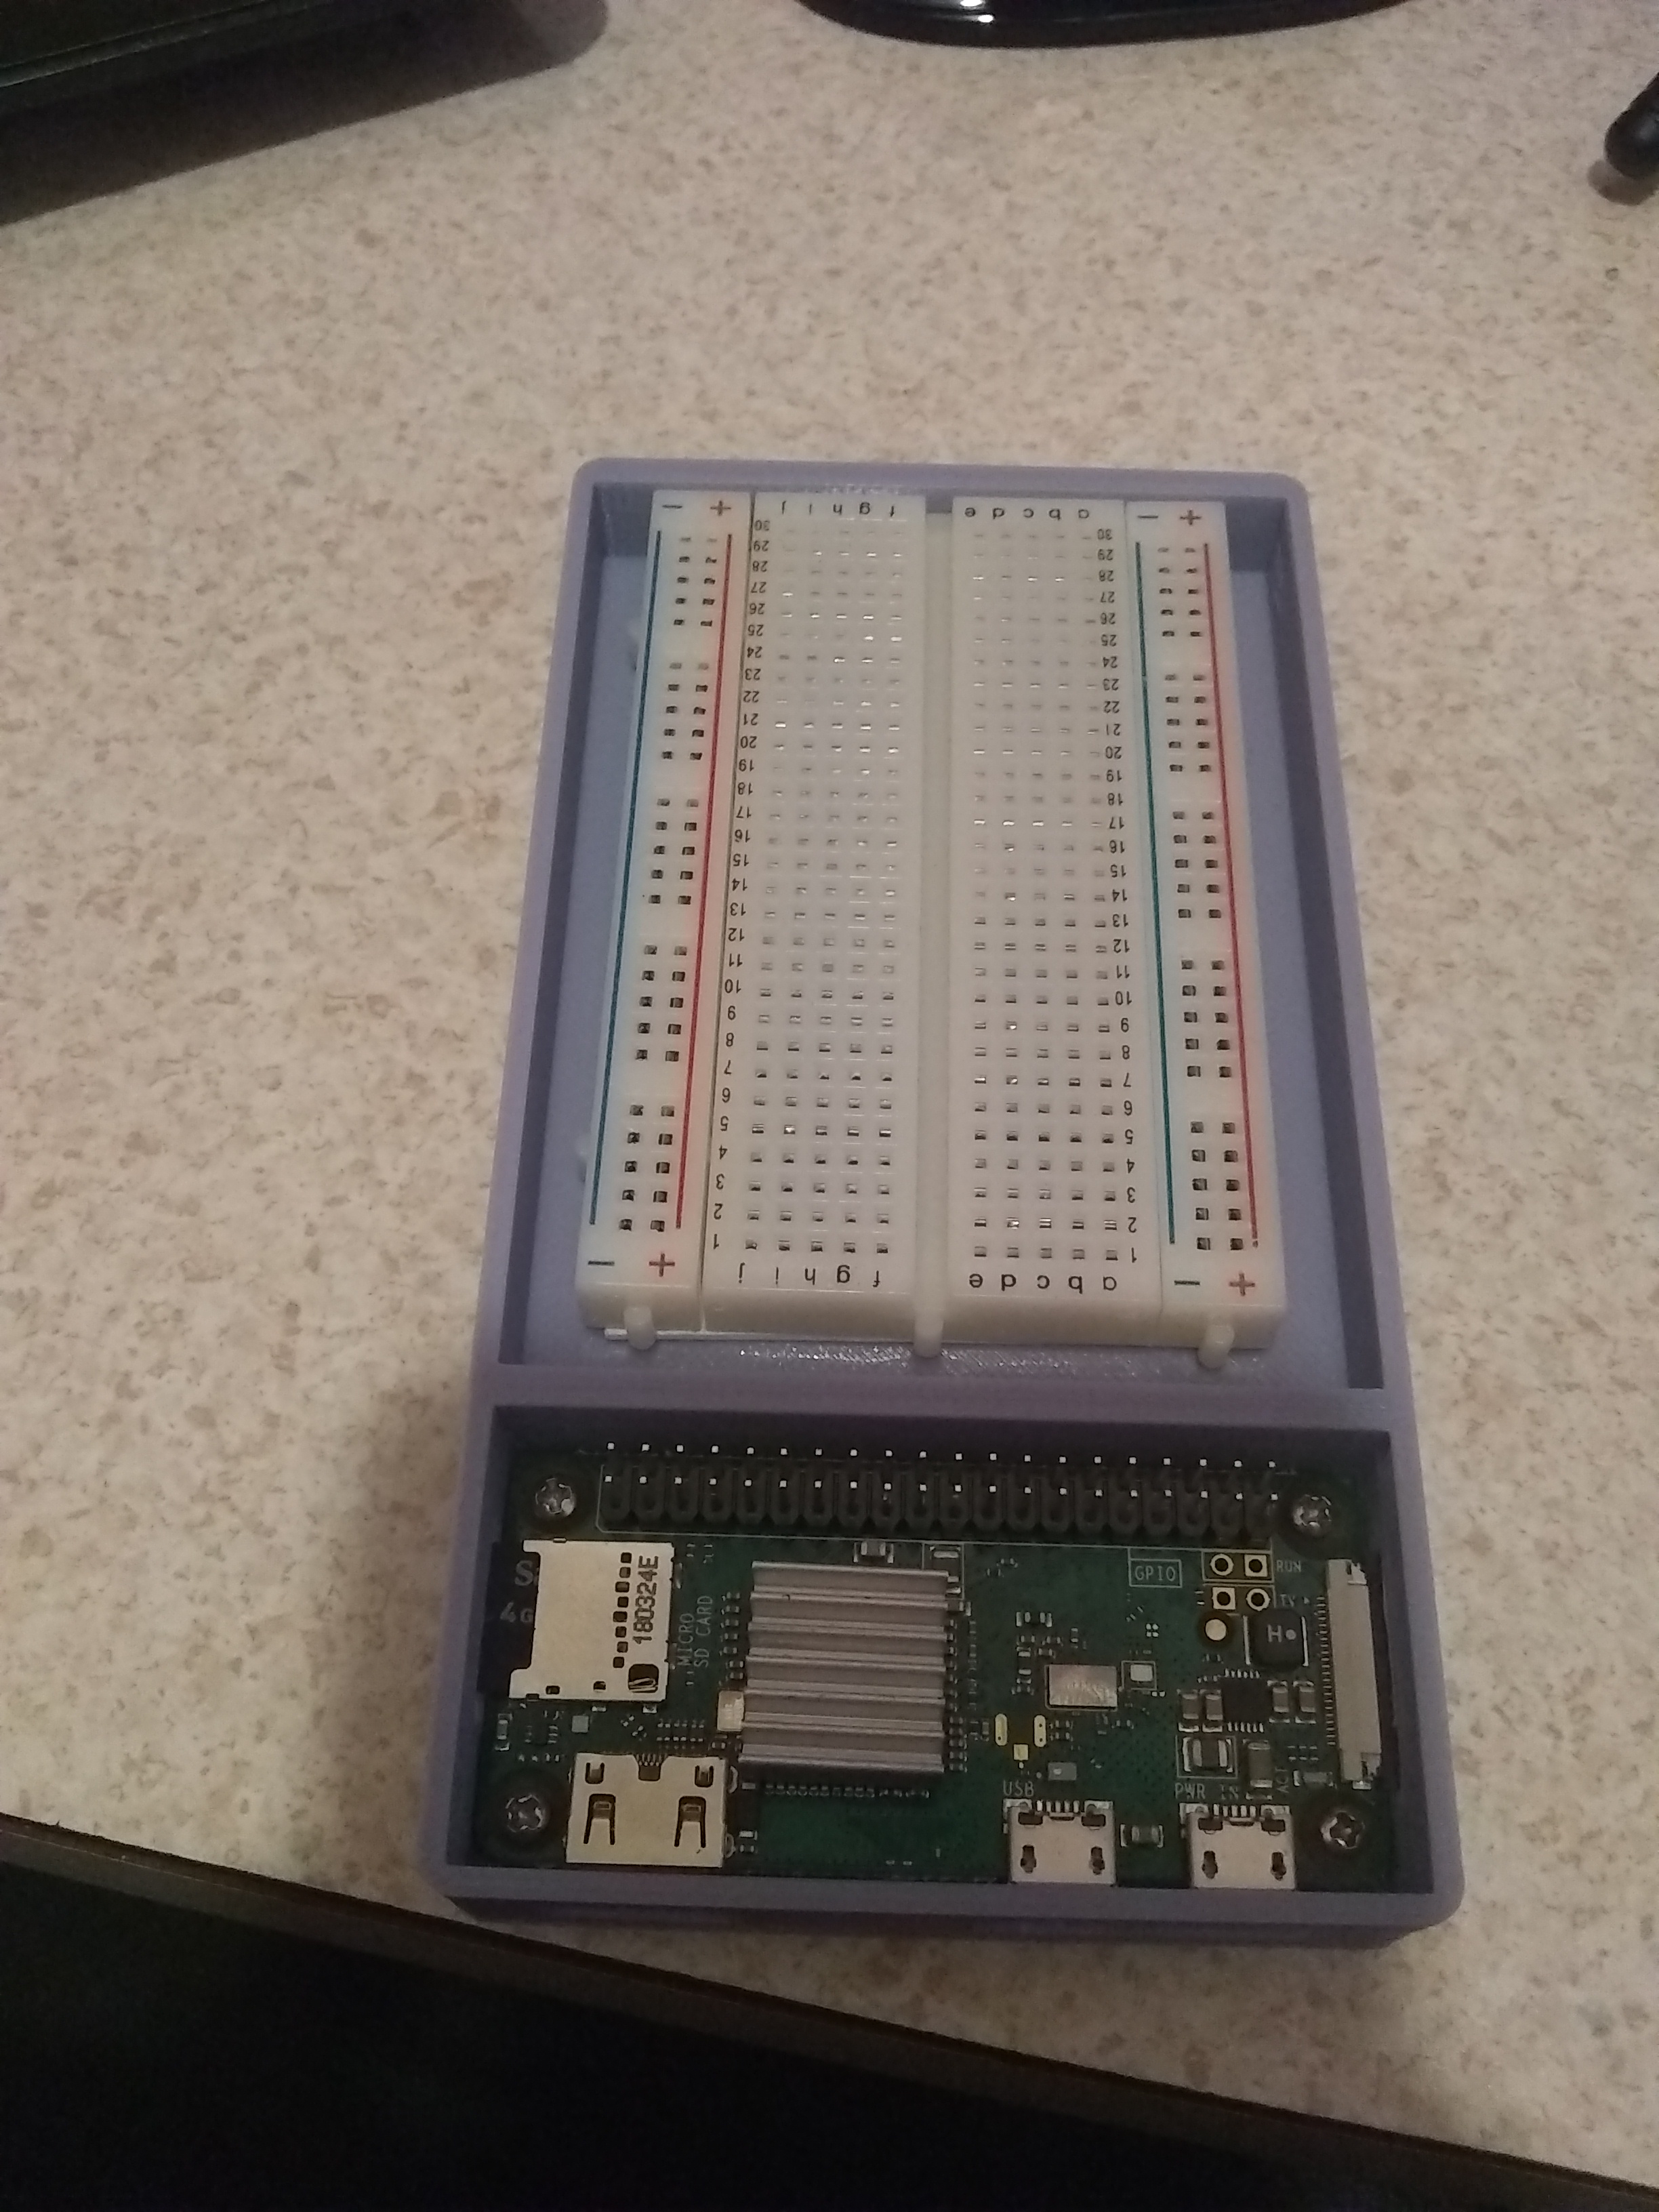 − + j i h g f e d c b a − +
30 30
29 29
28 28
27 27
26 26
25 25
24 24
23 23
22 22
21 21
20 20
19 19
18 18
17 17
16 16
15 15
14 14
13 13
12 12
11 11
10 10
9 9
8 8
7 7
6 6
5 5
4 4
3 3
2 2
1 1
− + j i h g f e d c b a − +
GPIO
RUN
TV
S
4G
180324E
MICRO
SD CARD
H
USB
PWR IN
ACT